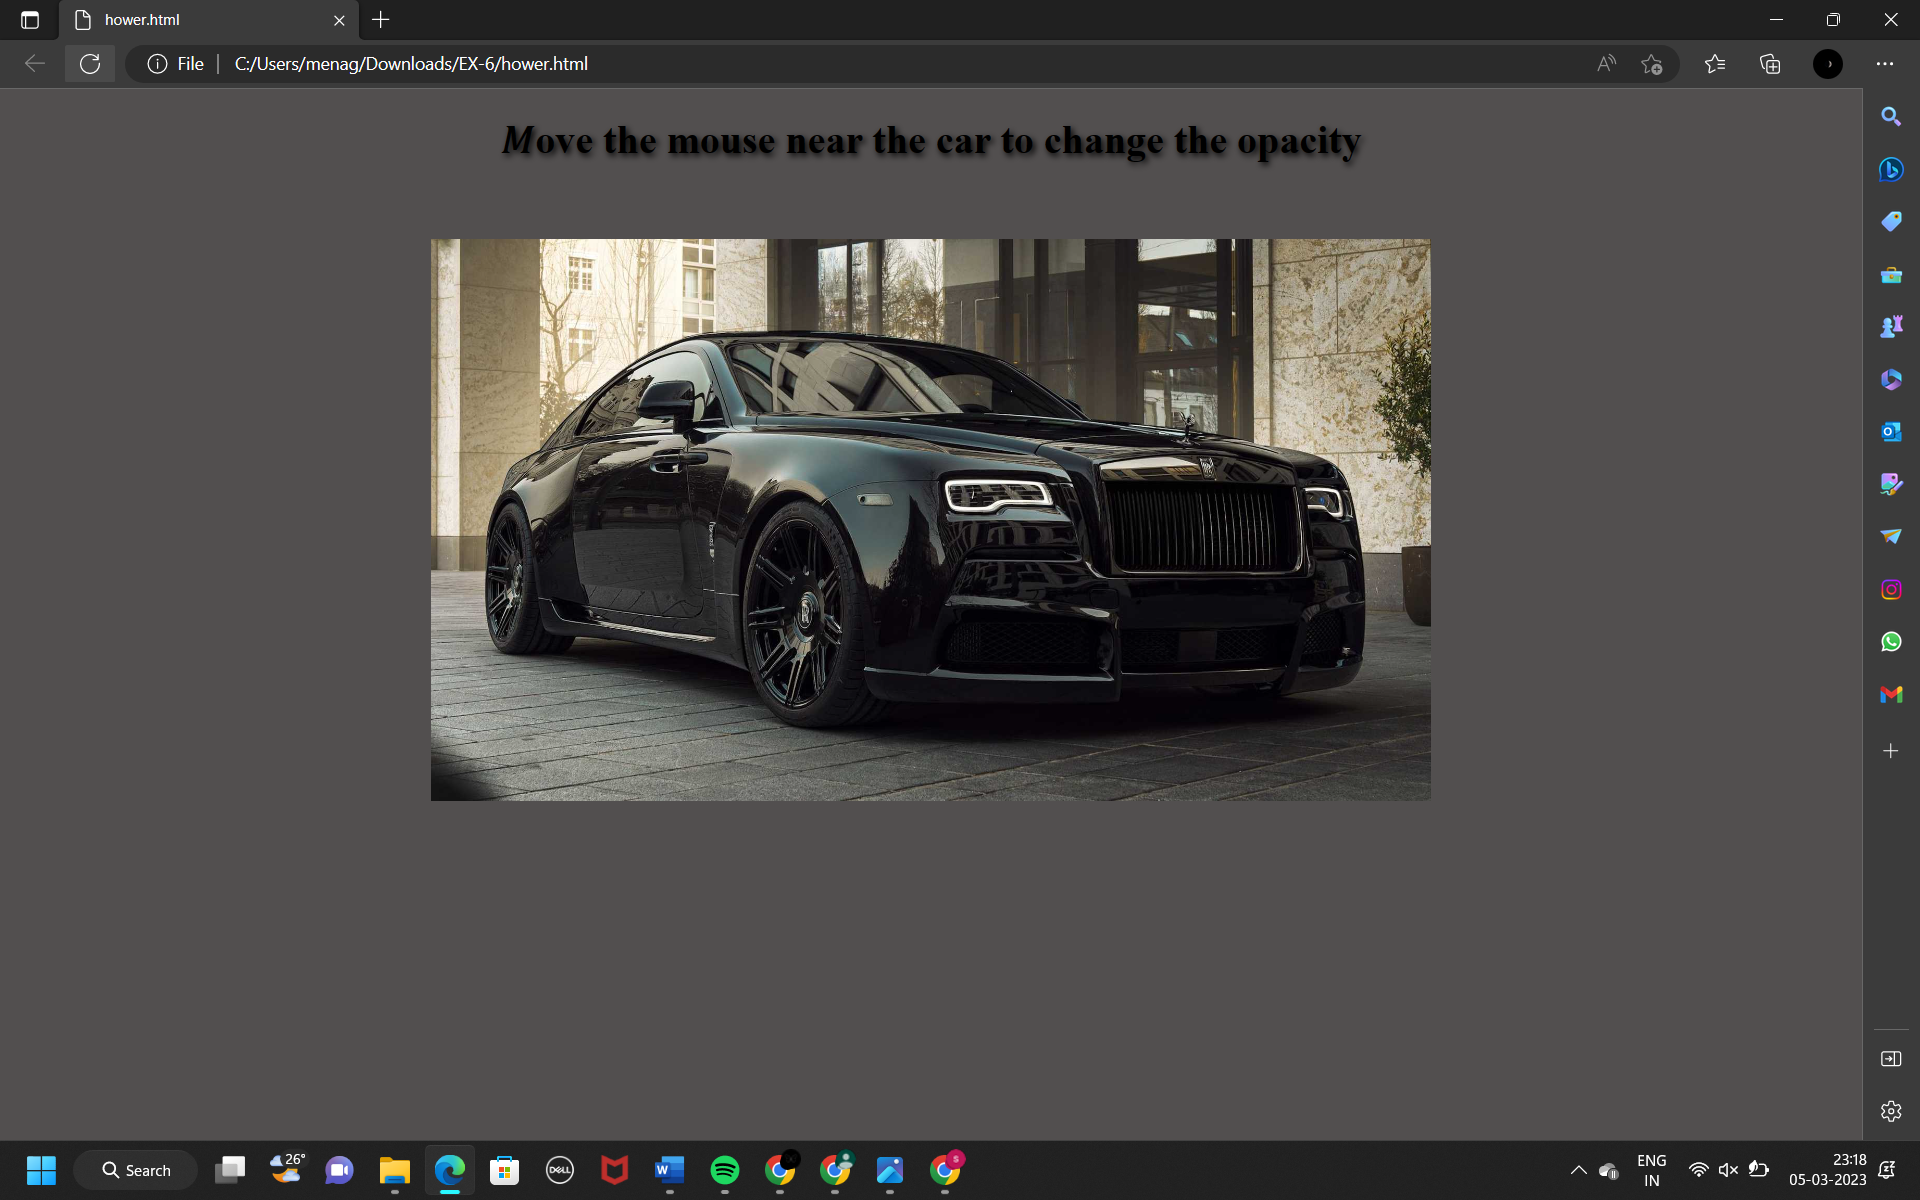 hower.html
File
C:/Users/menag/Downloads/EX-6/hower.html
Move the mouse near the car to change the opacity
26°
Search
DELL
W
S
ENG
IN
23:18
05-03-2023